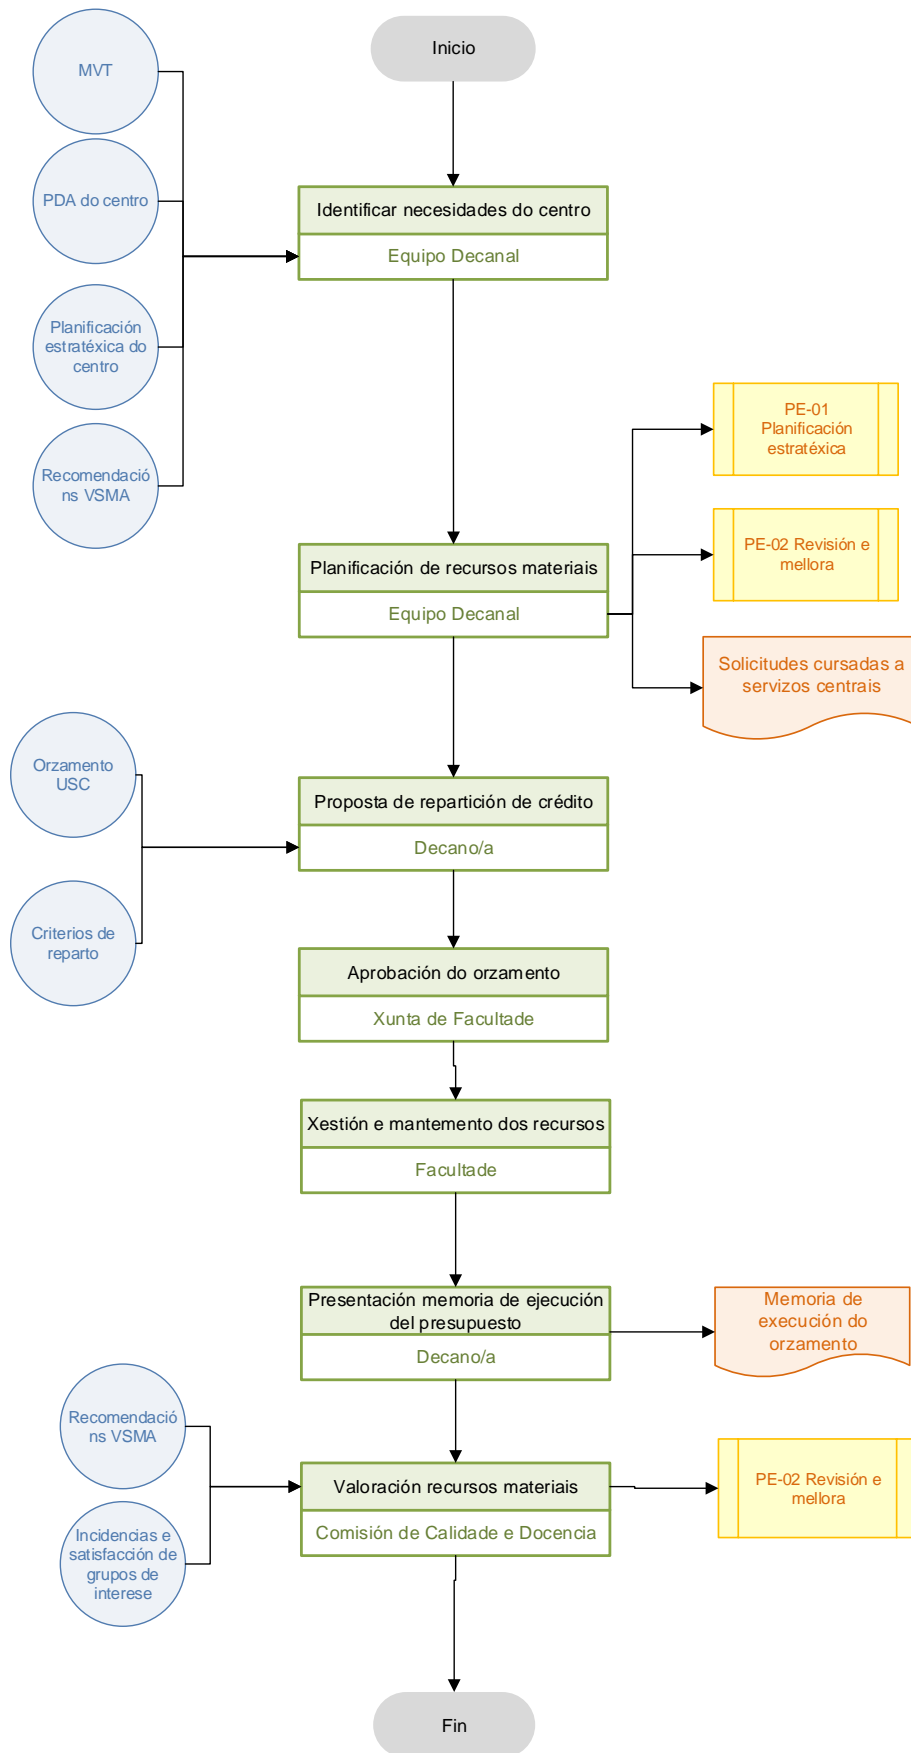 Inicio
MVT
PDA do centro
Identificar necesidades do centro
Equipo Decanal
Planificación
estratéxica do
centro
Recomendació
ns VSMA
PE-01
Planificación
estratéxica
PE-02 Revisión e
mellora
Planificación de recursos materiais
Equipo Decanal
Solicitudes cursadas a
servizos centrais
Orzamento
USC
Proposta de repartición de crédito
Decano/a
Criterios de
reparto
Aprobación do orzamento
Xunta de Facultade
Xestión e mantemento dos recursos
Facultade
Presentación memoria de ejecución
del presupuesto
Decano/a
Memoria de
execución do
orzamento
Recomendació
ns VSMA
Valoración recursos materiais
Comisión de Calidade e Docencia
PE-02 Revisión e
mellora
Incidencias e
satisfacción de
grupos de
interese
Fin